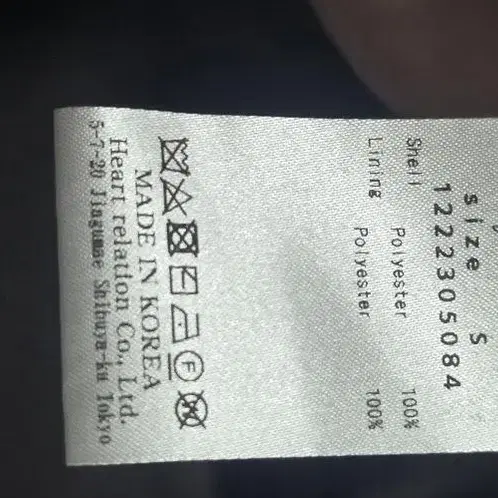 size S
1222305084
Shell Polyester 100%
Lining Polyester 100%
F
MADE IN KOREA
Heart relation Co., Ltd.
5-7-20 Jingumae Shibuya-ku Tokyo